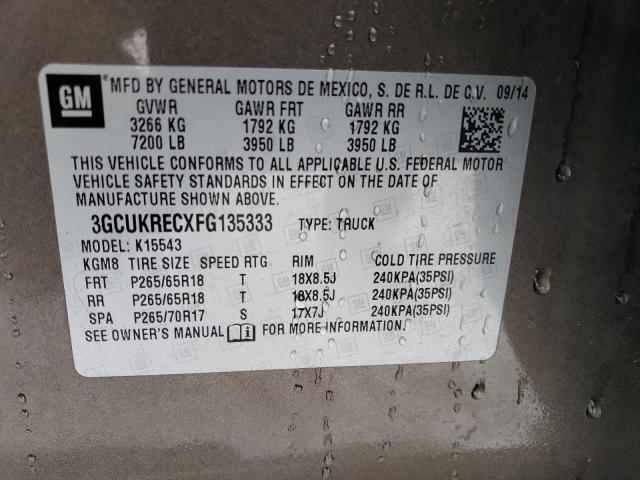 GM
*MFD BY GENERAL MOTORS DE MEXICO, S. DE R.L. DE C.V. 09/14
GVWR GAWR FRT GAWR RR
3266 KG 1792 KG 1792 KG
7200 LB 3950 LB 3950 LB
THIS VEHICLE CONFORMS TO ALL APPLICABLE U.S. FEDERAL MOTOR
VEHICLE SAFETY STANDARDS IN EFFECT ON THE DATE OF
MANUFACTURE SHOWN ABOVE.
3GCUKRECXFG135333 TYPE: TRUCK
MODEL: K15543
KGM8 TIRE SIZE SPEED RTG RIM COLD TIRE PRESSURE
FRT P265/65R18 T 18X8.5J 240KPA(35PSI)
RR P265/65R18 T 18X8.5J 240KPA(35PSI)
SPA P265/70R17 S 17X7J 240KPA(35PSI)
SEE OWNER'S MANUAL FOR MORE INFORMATION.